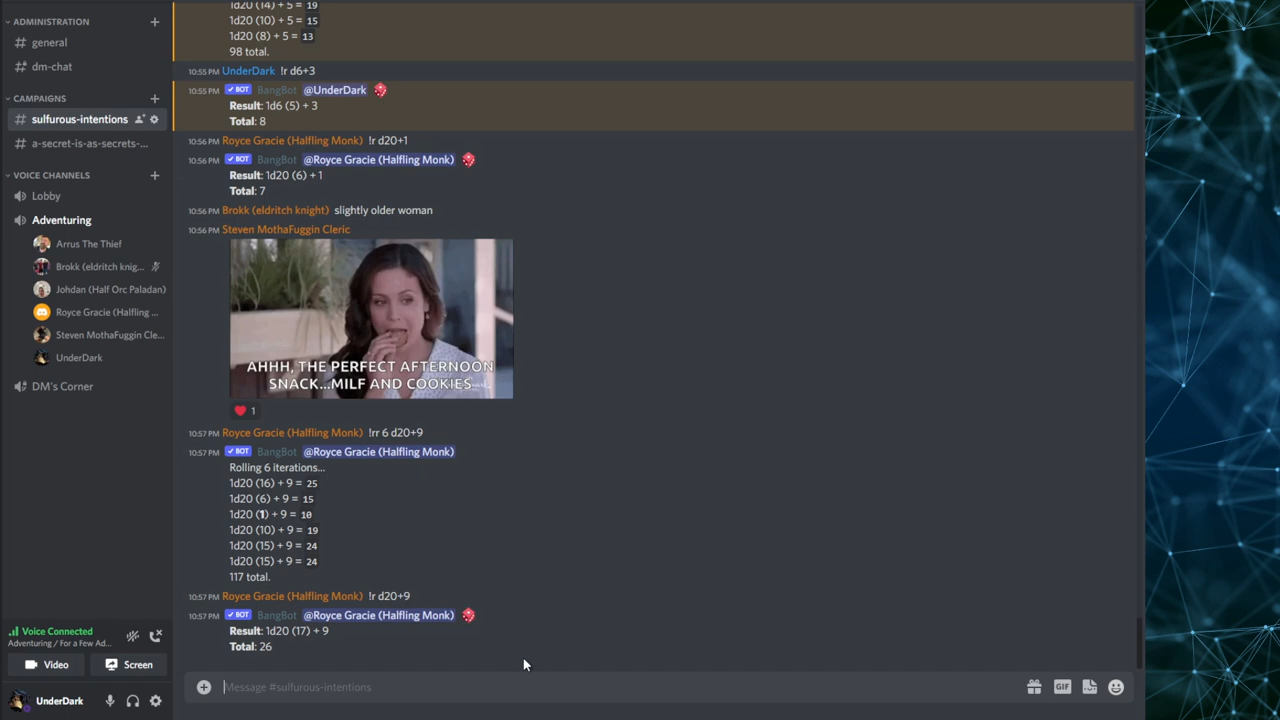 ADMINISTRATION
general
dm-chat
CAMPAIGNS
sulfurous-intentions
a-secret-is-as-secrets-...
VOICE CHANNELS
Lobby
Adventuring
Arrus The Thief
Brokk (eldritch knig...
Johdan (Half Orc Paladan)
Royce Gracie (Halfling ...
Steven MothaFuggin Cle...
UnderDark
DM's Corner
Voice Connected
Adventuring / For a Few Ad...
Video
Screen
UnderDark
1d20 (14) + 5 = 19
1d20 (10) + 5 = 15
1d20 (8) + 5 = 13
98 total.
10:55 PM UnderDark !r d6+3
10:55 PM BOT BangBot @UnderDark
Result: 1d6 (5) + 3
Total: 8
10:56 PM Royce Gracie (Halfling Monk) !r d20+1
10:56 PM BOT BangBot @Royce Gracie (Halfling Monk)
Result: 1d20 (6) + 1
Total: 7
10:56 PM Brokk (eldritch knight) slightly older woman
10:56 PM Steven MothaFuggin Cleric
AHHH, THE PERFECT AFTERNOON
SNACK...MILF AND COOKIES
1
10:57 PM Royce Gracie (Halfling Monk) !rr 6 d20+9
10:57 PM BOT BangBot @Royce Gracie (Halfling Monk)
Rolling 6 iterations...
1d20 (16) + 9 = 25
1d20 (6) + 9 = 15
1d20 (1) + 9 = 10
1d20 (10) + 9 = 19
1d20 (15) + 9 = 24
1d20 (15) + 9 = 24
117 total.
10:57 PM Royce Gracie (Halfling Monk) !r d20+9
10:57 PM BOT BangBot @Royce Gracie (Halfling Monk)
Result: 1d20 (17) + 9
Total: 26
Message #sulfurous-intentions
GIF